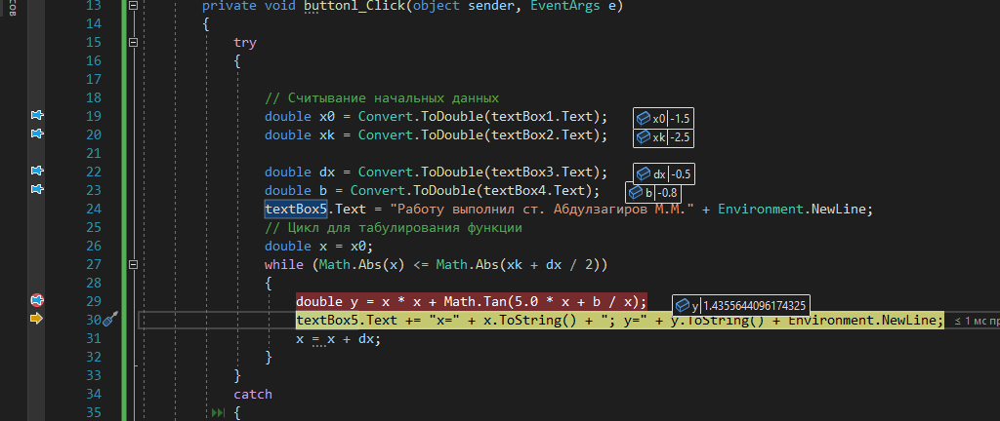 сов
13 private void button1_Click(object sender, EventArgs e)
14 {
15 try
16 {
17
18 // Считывание начальных данных
19 double x0 = Convert.ToDouble(textBox1.Text); x0 -1.5
20 double xk = Convert.ToDouble(textBox2.Text); xk -2.5
21
22 double dx = Convert.ToDouble(textBox3.Text); dx -0.5
23 double b = Convert.ToDouble(textBox4.Text); b -0.8
24 textBox5.Text = "Работу выполнил ст. Абдулзагиров М.М." + Environment.NewLine;
25 // Цикл для табулирования функции
26 double x = x0;
27 while (Math.Abs(x) <= Math.Abs(xk + dx / 2))
28 {
29 double y = x * x + Math.Tan(5.0 * x + b / x); y 1.4355644096174325
30 textBox5.Text += "x=" + x.ToString() + "; y=" + y.ToString() + Environment.NewLine; ≤ 1 мс пр
31 x = x + dx;
32 }
33 }
34 catch
35 {